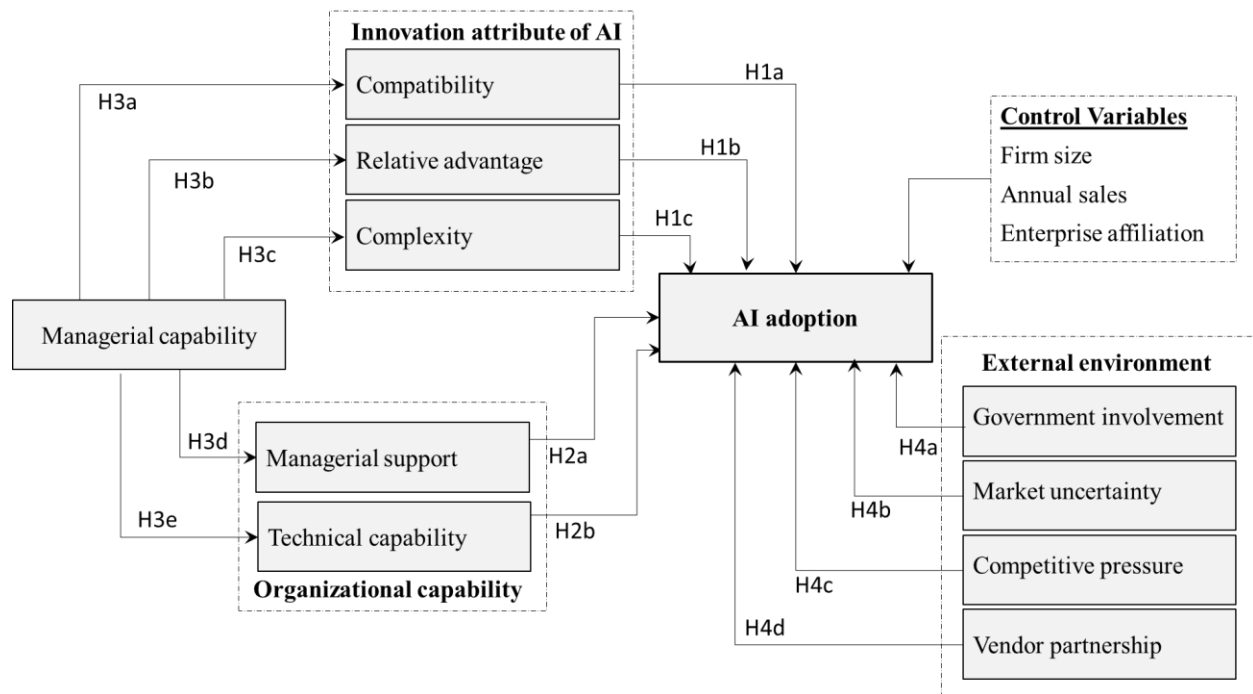 Innovation attribute of AI
Compatibility
Relative advantage
Complexity
H3a
H3b
H3c
H1a
H1b
H1c
Control Variables
Firm size
Annual sales
Enterprise affiliation
Managerial capability
AI adoption
H3d
H3e
Managerial support
Technical capability
Organizational capability
H2a
H2b
External environment
Government involvement
Market uncertainty
Competitive pressure
Vendor partnership
H4a
H4b
H4c
H4d